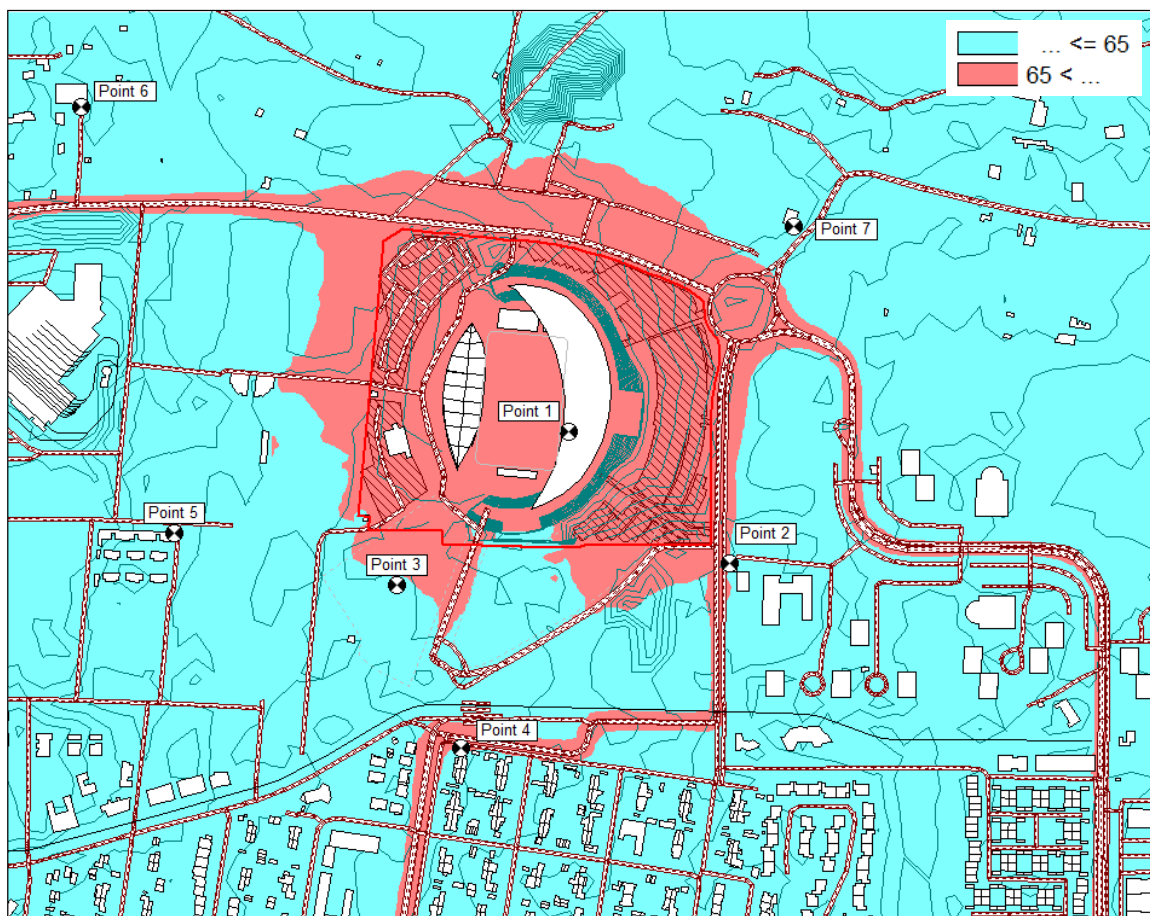 ... <= 65
65 < ...
Point 6
Point 7
Point 1
Point 5
Point 2
Point 3
Point 4